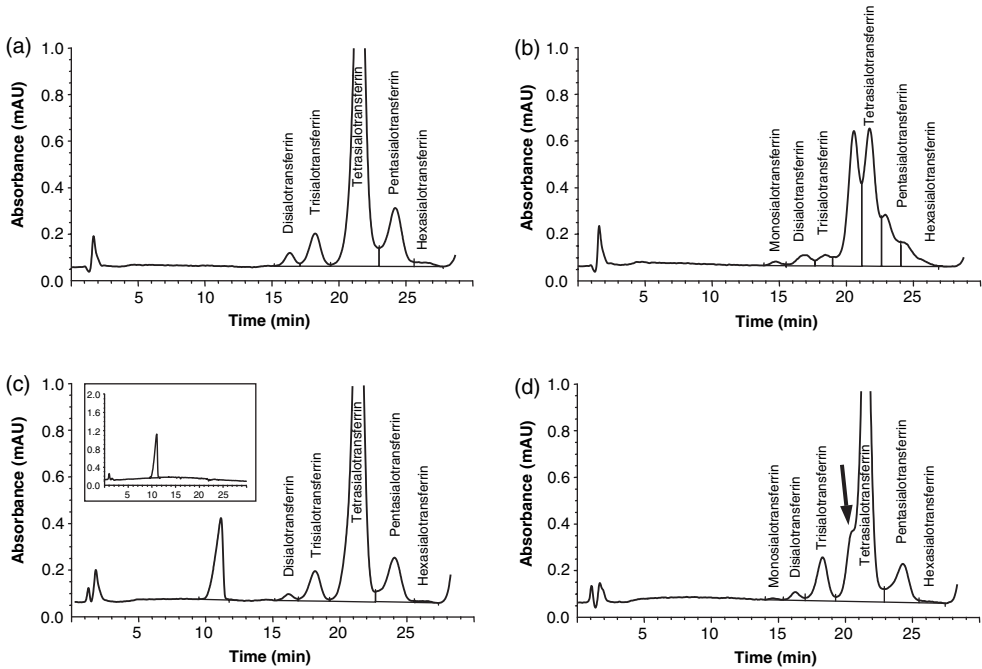 (a)
Absorbance (mAU)
1.0
0.8
0.6
0.4
0.2
0.0
Disialotransferrin
Trisialotransferrin
Tetrasialotransferrin
Pentasialotransferrin
Hexasialotransferrin
5 10 15 20 25
Time (min)
(b)
Absorbance (mAU)
1.0
0.8
0.6
0.4
0.2
0.0
Monosialotransferrin
Disialotransferrin
Trisialotransferrin
Tetrasialotransferrin
Pentasialotransferrin
Hexasialotransferrin
5 10 15 20 25
Time (min)
(c)
Absorbance (mAU)
1.0
0.8
0.6
0.4
0.2
0.0
2.0
1.6
1.2
0.8
0.4
0.0
5 10 15 20 25
Disialotransferrin
Trisialotransferrin
Tetrasialotransferrin
Pentasialotransferrin
Hexasialotransferrin
5 10 15 20 25
Time (min)
(d)
Absorbance (mAU)
1.0
0.8
0.6
0.4
0.2
0.0
Monosialotransferrin
Disialotransferrin
Trisialotransferrin
Tetrasialotransferrin
Pentasialotransferrin
Hexasialotransferrin
5 10 15 20 25
Time (min)